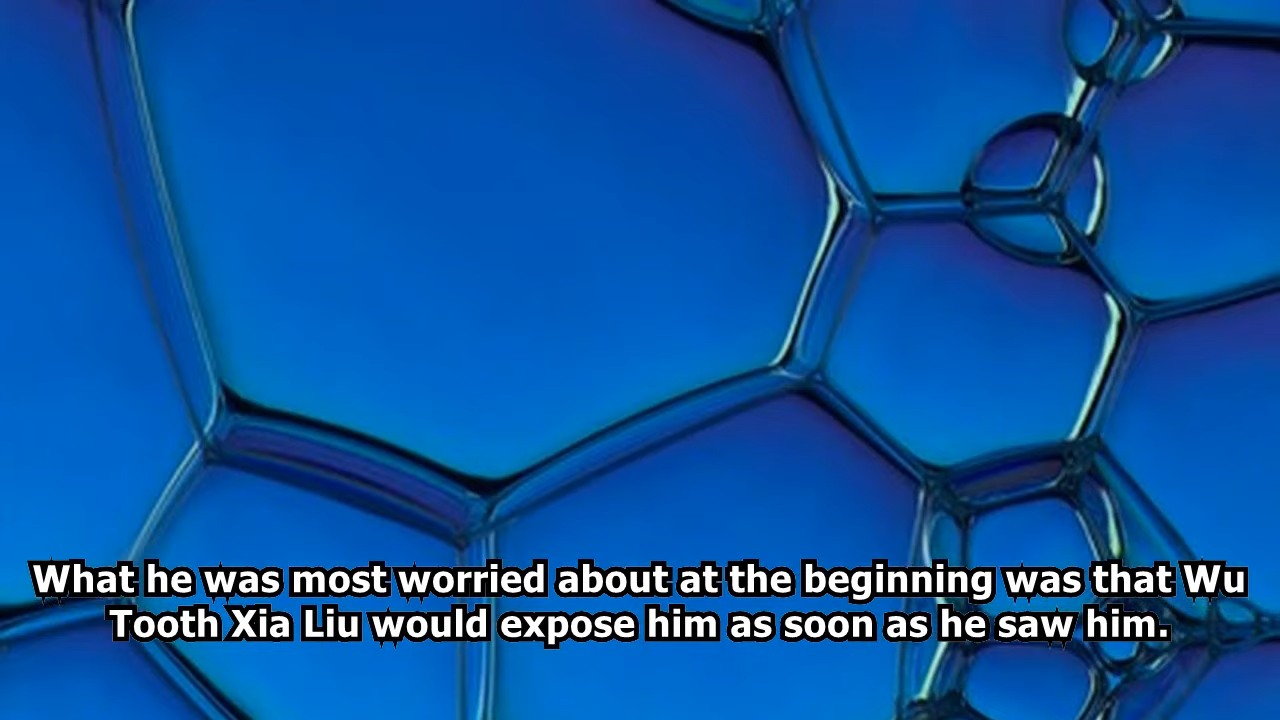 What he was most worried about at the beginning was that Wu
Tooth Xia Liu would expose him as soon as he saw him.